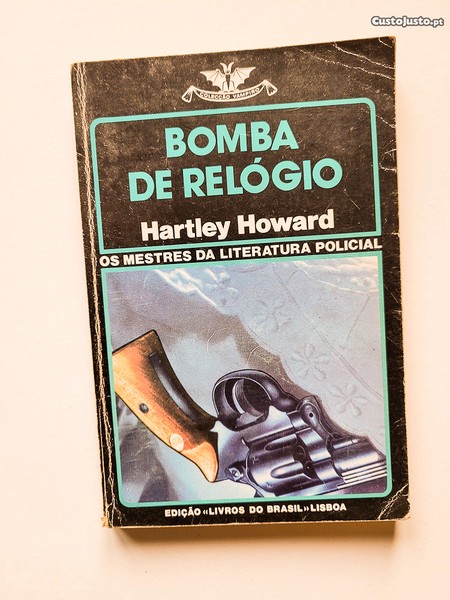 CustoJusto.pt
COLECÇÃO VAMPIRO
BOMBA
DE RELÓGIO
Hartley Howard
OS MESTRES DA LITERATURA POLICIAL
EDIÇÃO «LIVROS DO BRASIL» LISBOA